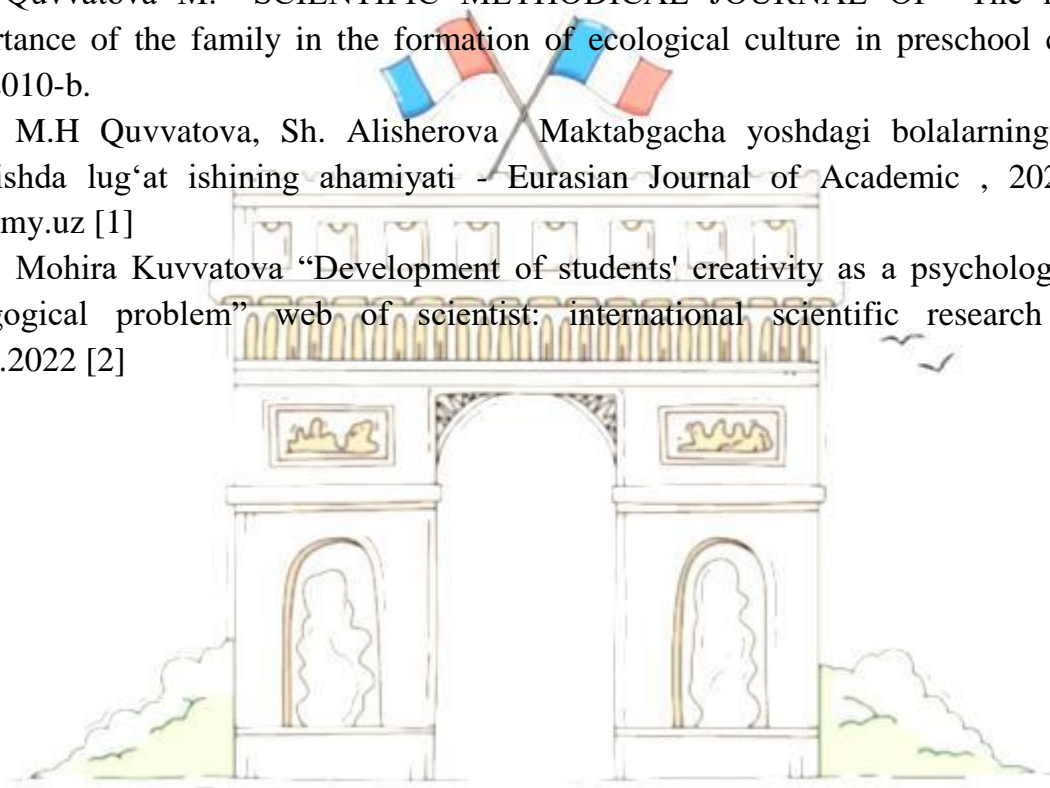 Quvvatova M. SCIENTIFIC METHODICAL JOURNAL OF The
rtance of the family in the formation of ecological culture in preschool
010-b.
M.H Quvvatova, Sh. Alisherova Maktabgacha yoshdagi bolalarning
ishda lug‘at ishining ahamiyati - Eurasian Journal of Academic , 202
my.uz [1]
Mohira Kuvvatova “Development of students' creativity as a psycholog
gogical problem” web of scientist: international scientific research
.2022 [2]